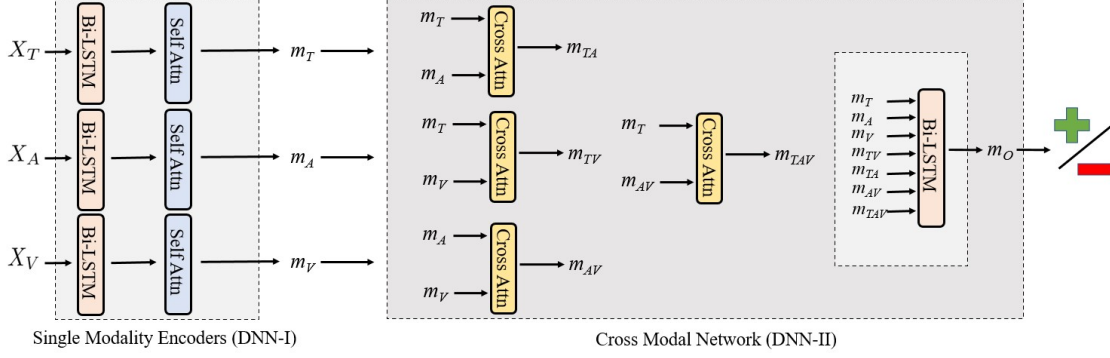 X_T
Bi-LSTM
Self Attn
m_T
X_A
Bi-LSTM
Self Attn
m_A
X_V
Bi-LSTM
Self Attn
m_V
Single Modality Encoders (DNN-I)
m_T
m_A
Cross Attn
m_TA
m_T
m_V
Cross Attn
m_TV
m_A
m_V
Cross Attn
m_AV
m_T
m_AV
Cross Attn
m_TAV
m_T
m_A
m_V
m_TV
m_TA
m_AV
m_TAV
Bi-LSTM
m_O
Cross Modal Network (DNN-II)